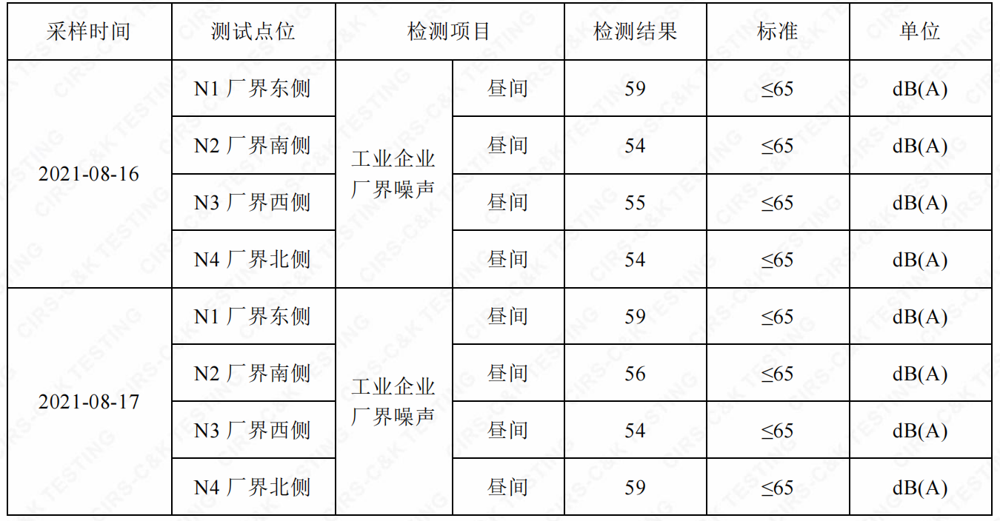 采样时间 测试点位 检测项目 检测结果 标准 单位
2021-08-16 N1 厂界东侧 工业企业厂界噪声 昼间 59 ≤65 dB(A)
N2 厂界南侧 昼间 54 ≤65 dB(A)
N3 厂界西侧 昼间 55 ≤65 dB(A)
N4 厂界北侧 昼间 54 ≤65 dB(A)
2021-08-17 N1 厂界东侧 工业企业厂界噪声 昼间 59 ≤65 dB(A)
N2 厂界南侧 昼间 56 ≤65 dB(A)
N3 厂界西侧 昼间 54 ≤65 dB(A)
N4 厂界北侧 昼间 59 ≤65 dB(A)
CIRS-C&K TESTING